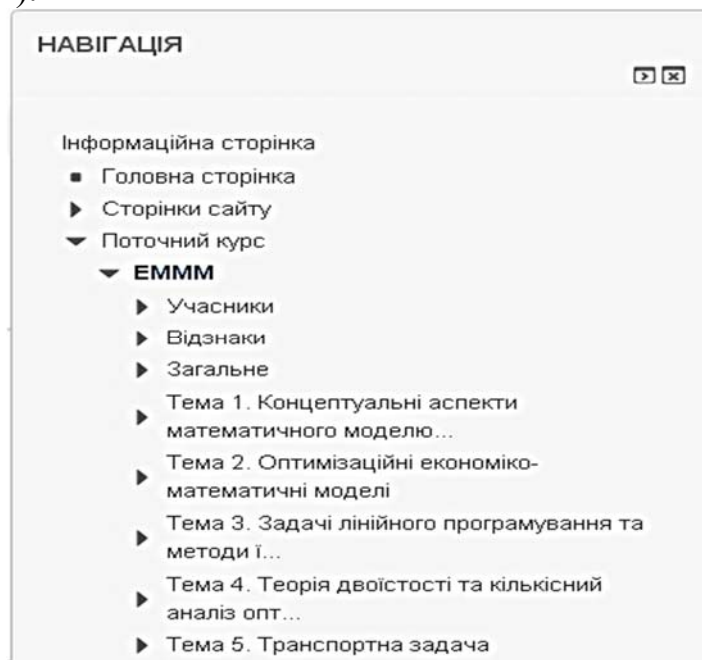 ).
НАВІГАЦІЯ
Інформаційна сторінка
Головна сторінка
Сторінки сайту
Поточний курс
ЕМММ
Учасники
Відзнаки
Загальне
Тема 1. Концептуальні аспекти
математичного моделю...
Тема 2. Оптимізаційні економіко-
математичні моделі
Тема 3. Задачі лінійного програмування та
методи ї...
Тема 4. Теорія двоїстості та кількісний
аналіз опт...
Тема 5. Транспортна задача